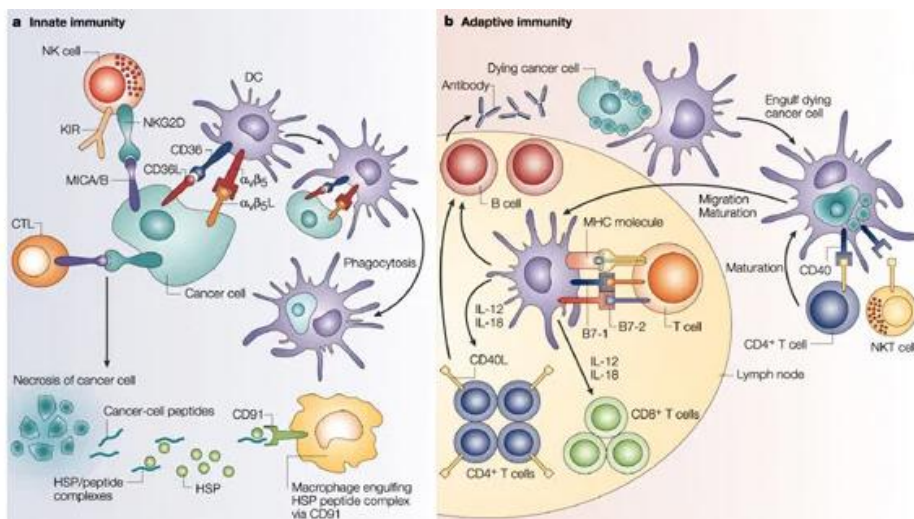 a Innate immunity
NK cell
DC
KIR
NKG2D
CD36
CD36L
MICA/B
αvβ5
αvβ5L
CTL
Phagocytosis
Cancer cell
Necrosis of cancer cell
Cancer-cell peptides
CD91
HSP/peptide
complexes
HSP
Macrophage engulfing
HSP peptide complex
via CD91
b Adaptive immunity
Dying cancer cell
Antibody
Engulf dying
cancer cell
B cell
Migration
Maturation
MHC molecule
CD40
Maturation
IL-12
IL-18
B7-1
B7-2
T cell
CD4+ T cell
NKT cell
CD40L
IL-12
IL-18
Lymph node
CD8+ T cells
CD4+ T cells